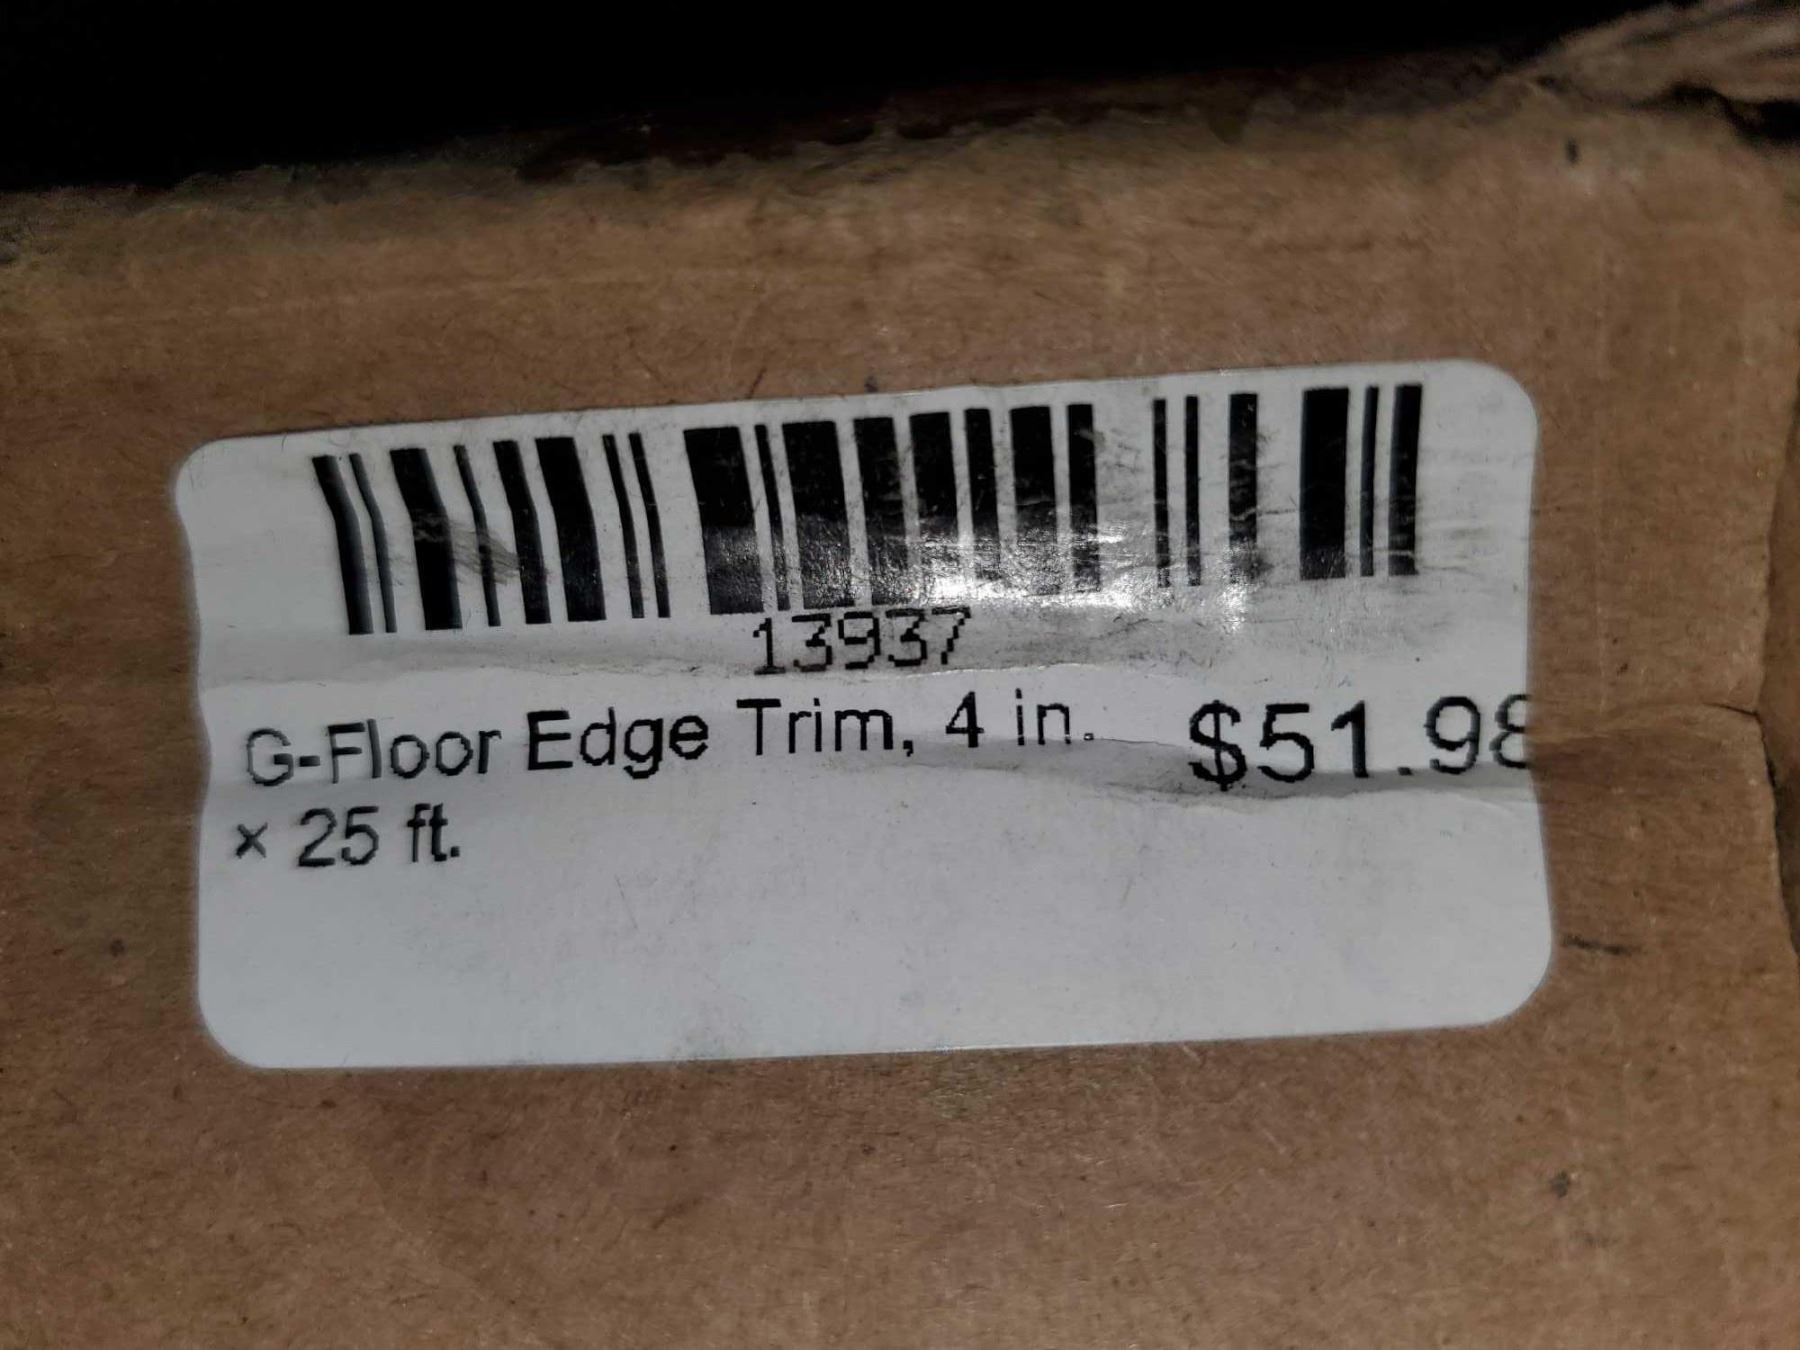 13937
G-Floor Edge Trim, 4 in. $51.98
× 25 ft.